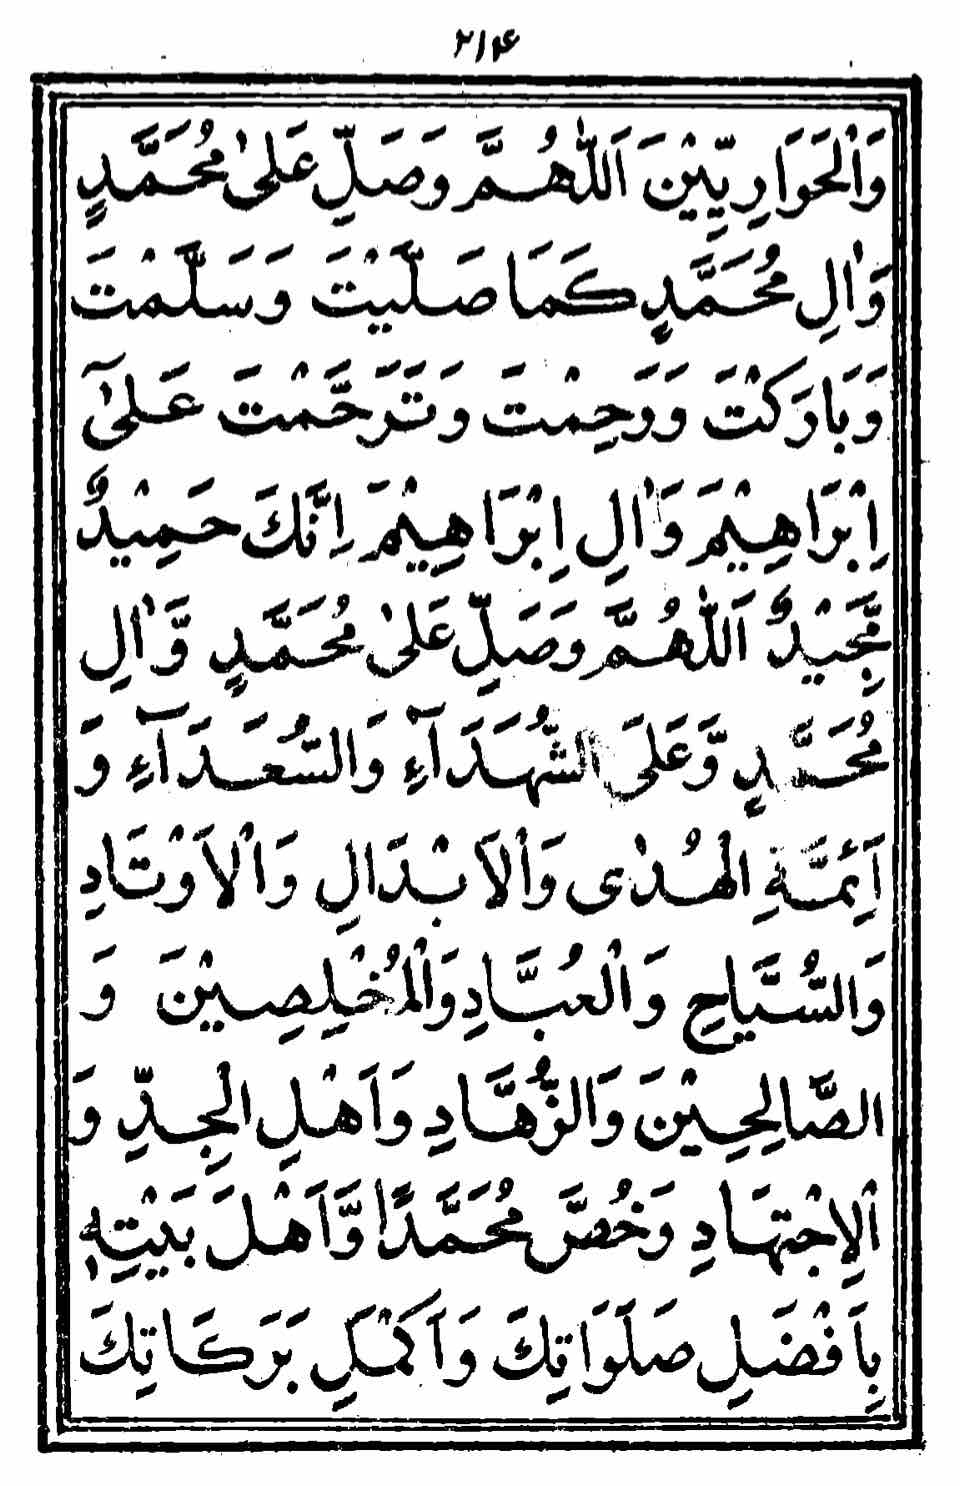 ۲۱۴
وَالْحَوَارِيِّيْنَ اَللّٰهُمَّ وَصَلِّ عَلٰى مُحَمَّدٍ
وَّاٰلِ مُحَمَّدٍ كَمَا صَلَّيْتَ وَسَلَّمْتَ
وَبَارَكْتَ وَرَحِمْتَ وَتَرَحَّمْتَ عَلٰٓى
اِبْرَاهِيْمَ وَاٰلِ اِبْرَاهِيْمَ اِنَّكَ حَمِيْدٌ
مَّجِيْدٌ اَللّٰهُمَّ وَصَلِّ عَلٰى مُحَمَّدٍ وَّاٰلِ
مُحَمَّدٍ وَّعَلَى الشُّهَدَآءِ وَالسُّعَدَآءِ وَ
اَئِمَّةِ الْهُدٰى وَالْاَبْدَالِ وَالْاَوْتَادِ
وَالسُّيَّاحِ وَالْعُبَّادِ وَالْمُخْلِصِيْنَ وَ
الصَّالِحِيْنَ وَالزُّهَّادِ وَاَهْلِ الْجِدِّ وَ
الْاِجْتِهَادِ وَخُصَّ مُحَمَّدًا وَّاَهْلَ بَيْتِهٖ
بِاَفْضَلِ صَلَوَاتِكَ وَاَكْمَلِ بَرَكَاتِكَ